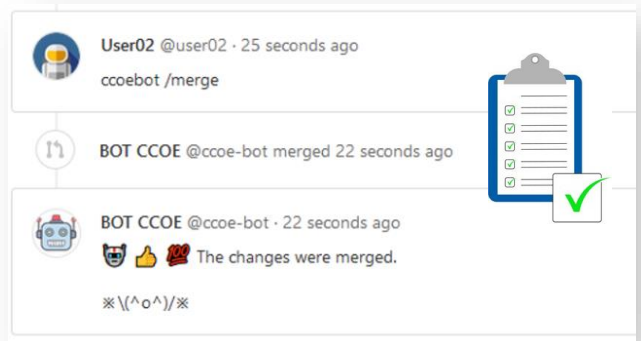 User02 @user02 · 25 seconds ago
ccoebot /merge
BOT CCOE @ccoe-bot merged 22 seconds ago
BOT CCOE @ccoe-bot · 22 seconds ago
🤖 👍 💯 The changes were merged.
※\(^o^)/※